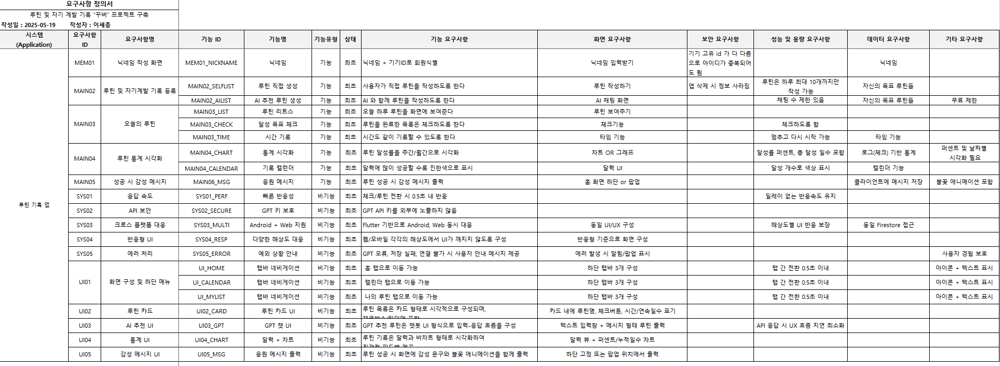 요구사항 정의서
루틴 및 자기 계발 기록 "꾸버" 프로젝트 구축
작성일 : 2025-05-19 작성자 : 이세종
시스템 (Application) 요구사항 ID 요구사항명 기능 ID 기능명 기능유형 상태 기능 요구사항 화면 요구사항 보안 요구사항 성능 및 용량 요구사항 데이터 요구사항 기타 요구사항
루틴 기록 앱
MEM01 닉네임 작성 화면 MEM01_NICKNAME 닉네임 기능 최초 닉네임 + 기기ID로 회원식별 닉네임 입력받기 기기 고유 id 가 다 다름으로 아이디가 중복되어도 됨 닉네임
MAIN02 루틴 및 자기계발 기록 등록 MAIN02_SELFLIST 루틴 직접 생성 기능 최초 사용자가 직접 루틴을 작성하도록 한다 루틴 작성하기 앱 삭제 시 정보 사라짐 루틴은 하루 최대 10개까지만 작성 가능 자신의 목표 루틴들
MAIN02_AILIST AI 추천 루틴 생성 기능 최초 AI 와 함께 루틴을 작성하도록 한다 AI 채팅 화면 채팅 수 제한 있음 자신의 목표 루틴들 무료 제한
MAIN03 오늘의 루틴 MAIN03_LIST 루틴 리트스 기능 최초 오늘 하루 루틴을 화면에 보여준다 루틴 보여주기
MAIN03_CHECK 달성 목표 체크 기능 최초 루틴을 완료한 목록은 체크하도록 한다 체크기능 체크하도록 함
MAIN03_TIME 시간 기록 기능 최초 시간도 같이 기록할 수 있도록 한다 타임 기능 멈추고 다시 시작 가능 타임 기능
MAIN04 루틴 통계 시각화 MAIN04_CHART 통계 시각화 기능 최초 루틴 달성률을 주간/월간으로 시각화 차트 OR 그래프 달성률 퍼센트, 총 달성 일수 포함 로그(체크) 기반 통계 퍼센트 및 날짜별 시각화 필요
MAIN04_CALENDAR 기록 캘런더 기능 최초 달력에 많이 성공할 수록 진한색으로 표시 달력 UI 달성 개수로 색상 표시 캘린더 기능
MAIN05 성공 시 감성 메시지 MAIN06_MSG 응원 메시지 기능 최초 루틴 성공 시 감성 메시지 출력 홈 화면 하단 or 팝업 클라이언트에 메시지 저장 불꽃 애니메이션 포함
SYS01 응답 속도 SYS01_PERF 빠른 반응성 비기능 최초 체크/루틴 전환 시 0.5초 내 반응 딜레이 없는 반응속도 유지
SYS02 API 보안 SYS02_SECURE GPT 키 보호 비기능 최초 GPT API 키를 외부에 노출하지 않음
SYS03 크로스 플랫폼 대응 SYS03_MULTI Android + Web 지원 비기능 최초 Flutter 기반으로 Android, Web 동시 대응 동일 UI/UX 구성 해상도별 UI 반응 보장 동일 Firestore 접근
SYS04 반응형 UI SYS04_RESP 다양한 해상도 대응 비기능 최초 웹/모바일 각각의 해상도에서 UI가 깨지지 않도록 구성 반응형 기준으로 화면 구성
SYS05 에러 처리 SYS05_ERROR 예외 상황 안내 비기능 최초 GPT 오류, 저장 실패, 연결 불가 시 사용자 안내 메시지 제공 에러 발생 시 알림/팝업 표시 사용자 경험 보호
UI01 화면 구성 및 하단 메뉴 UI_HOME 탭바 네비게이션 비기능 최초 홈 탭으로 이동 가능 하단 탭바 3개 구성 탭 간 전환 0.5초 이내 아이콘 + 텍스트 표시
UI_CALENDAR 탭바 네비게이션 비기능 최초 캘린더 탭으로 이동 가능 하단 탭바 3개 구성 탭 간 전환 0.5초 이내 아이콘 + 텍스트 표시
UI_MYLIST 탭바 네비게이션 비기능 최초 나의 루틴 탭으로 이동 가능 하단 탭바 3개 구성 탭 간 전환 0.5초 이내 아이콘 + 텍스트 표시
UI02 루틴 카드 UI02_CARD 루틴 카드 UI 비기능 최초 루틴 목록은 카드 형태로 시각적으로 구성되며, 카드 내에 루틴명, 체크버튼, 시간/연속일수 표기
UI03 AI 추천 UI UI03_GPT GPT 챗 UI 비기능 최초 GPT 추천 루틴은 챗봇 UI 형식으로 입력-응답 흐름을 구성 텍스트 입력창 + 메시지 형태 루틴 출력 API 응답 시 UX 흐름 지연 최소화
UI04 통계 UI UI04_CHART 달력 + 차트 비기능 최초 루틴 기록은 달력과 바차트 형태로 시각화하여 달력 뷰 + 퍼센트/누적일수 차트
UI05 감성 메시지 UI UI05_MSG 응원 메시지 출력 비기능 최초 루틴 성공 시 화면에 감성 문구와 불꽃 애니메이션을 함께 출력 하단 고정 또는 팝업 위치에서 출력